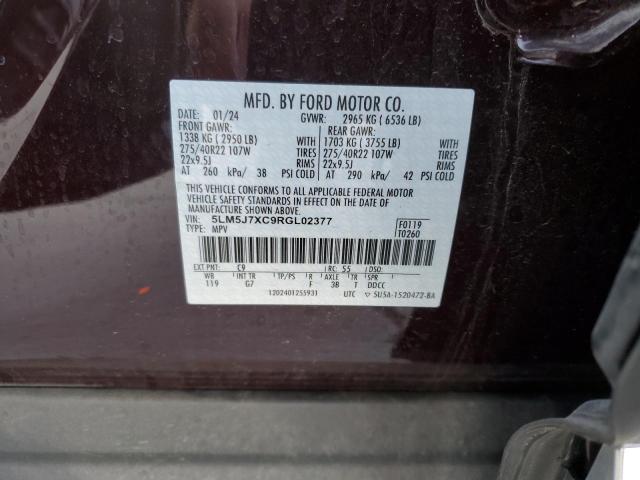 MFD. BY FORD MOTOR CO.
DATE: 01/24 GVWR: 2965 KG ( 6536 LB)
FRONT GAWR: REAR GAWR:
1338 KG ( 2950 LB) WITH 1703 KG ( 3755 LB) WITH
275/40R22 107W TIRES 275/40R22 107W TIRES
22x9.5J RIMS 22x9.5J RIMS
AT 260 kPa/ 38 PSI COLD AT 290 kPa/ 42 PSI COLD
THIS VEHICLE CONFORMS TO ALL APPLICABLE FEDERAL MOTOR
VEHICLE SAFETY STANDARDS IN EFFECT ON THE DATE OF
MANUFACTURE SHOWN ABOVE.
VIN: 5LM5J7XC9RGL02377 F0119
TYPE: MPV T0260
EXT PNT: C9 RC: 55 DSO:
WB INT TR TP/PS R AXLE TR SPR
119 G7 F 3B T DDCC
1202401255931 UTC ▽ 5U5A-1520472-BA